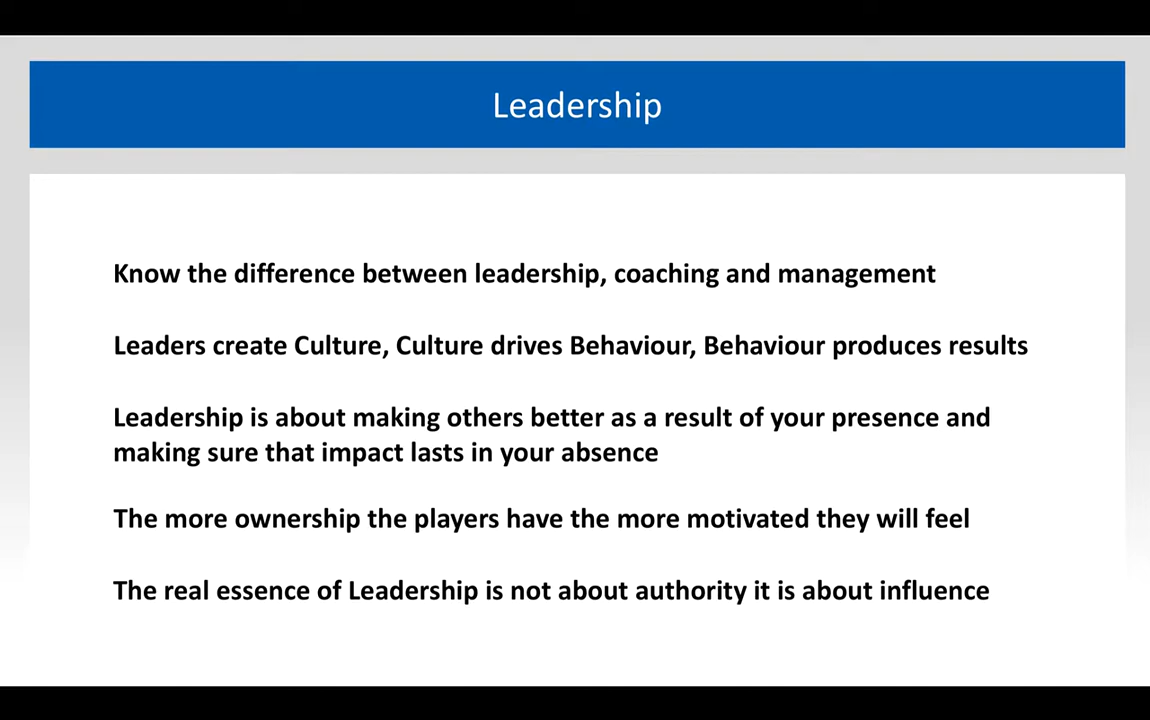 Leadership
Know the difference between leadership, coaching and management
Leaders create Culture, Culture drives Behaviour, Behaviour produces results
Leadership is about making others better as a result of your presence and
making sure that impact lasts in your absence
The more ownership the players have the more motivated they will feel
The real essence of Leadership is not about authority it is about influence